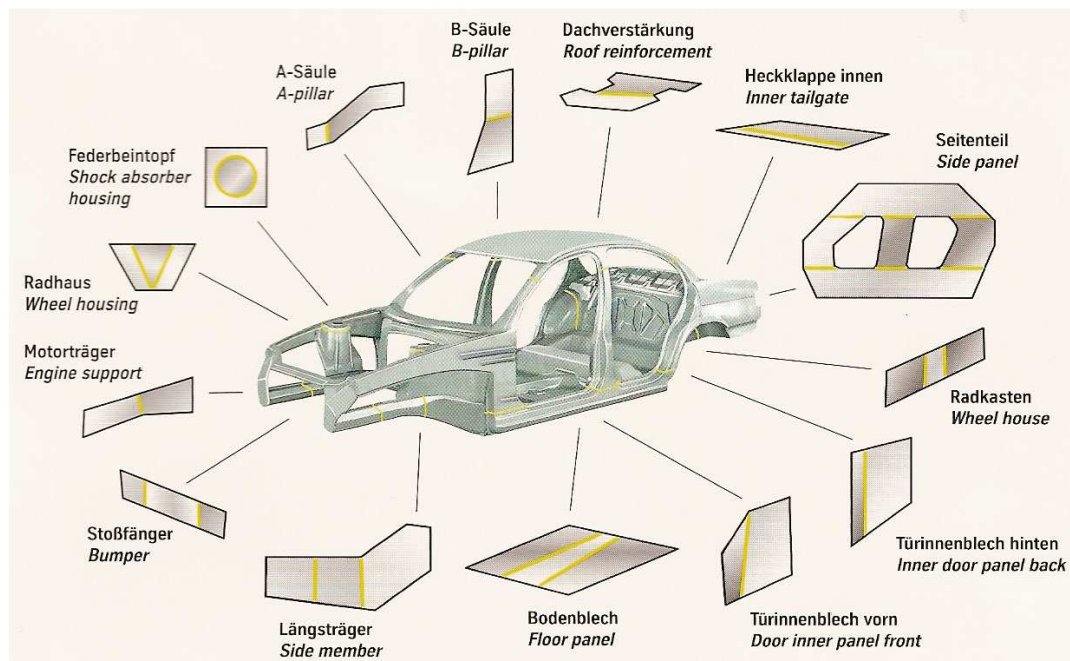 B-Säule
B-pillar
Dachverstärkung
Roof reinforcement
A-Säule
A-pillar
Heckklappe innen
Inner tailgate
Seitenteil
Side panel
Federbeintopf
Shock absorber
housing
Radhaus
Wheel housing
Motorträger
Engine support
Radkasten
Wheel house
Stoßfänger
Bumper
Türinnenblech hinten
Inner door panel back
Längsträger
Side member
Bodenblech
Floor panel
Türinnenblech vorn
Door inner panel front